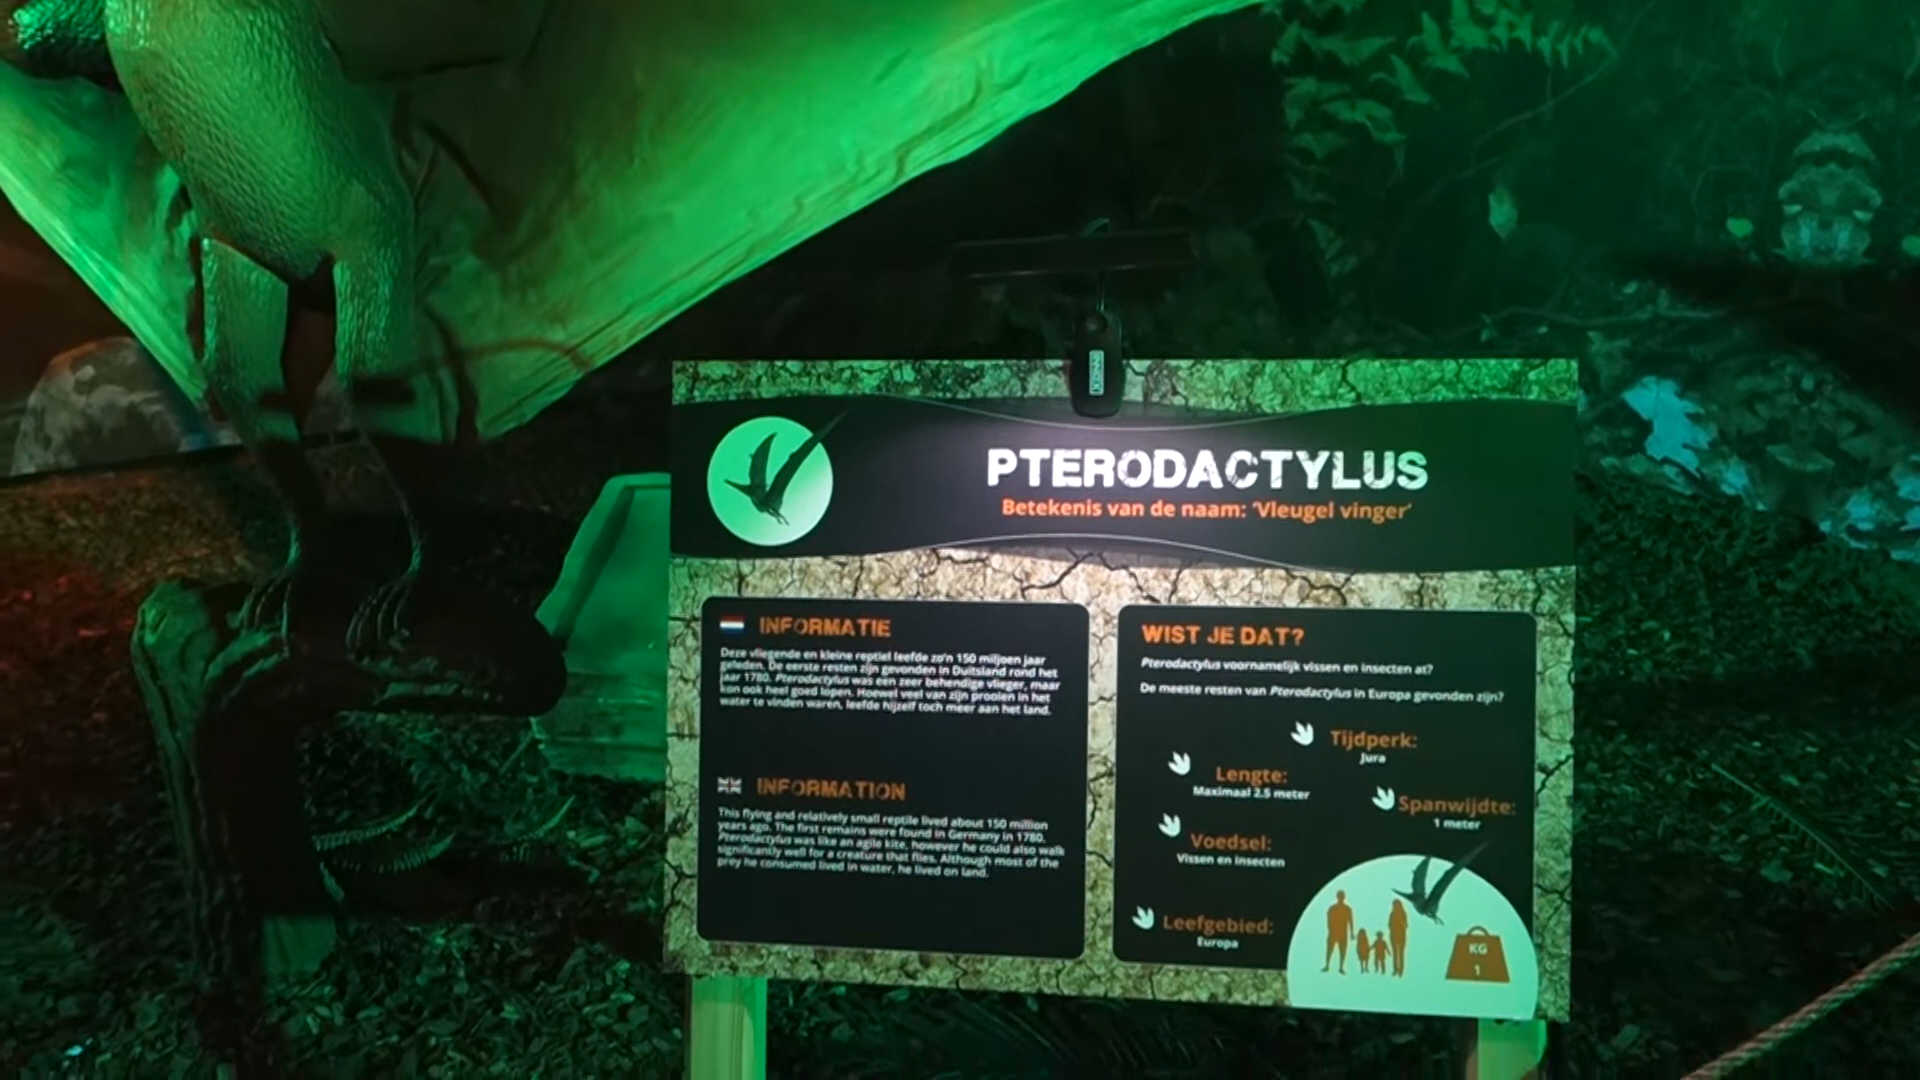 PTERODACTYLUS
Betekenis van de naam: 'Vleugel vinger'
INFORMATIE
Deze vliegende en kleine reptiel leefde zo'n 150 miljoen jaar
geleden. De eerste resten zijn gevonden in Duitsland rond het
jaar 1780. Pterodactylus was een zeer behendige vlieger, maar
kon ook heel goed lopen. Hoewel veel van zijn prooien in het
water te vinden waren, leefde hijzelf toch meer aan het land.
INFORMATION
This flying and relatively small reptile lived about 150 million
years ago. The first remains were found in Germany in 1780.
Pterodactylus was like an agile kite, however he could also walk
significantly well for a creature that flies. Although most of the
prey he consumed lived in water, he lived on land.
WIST JE DAT?
Pterodactylus voornamelijk vissen en insecten at?
De meeste resten van Pterodactylus in Europa gevonden zijn?
Tijdperk:
Jura
Lengte:
Maximaal 2.5 meter
Spanwijdte:
1 meter
Voedsel:
Vissen en insecten
Leefgebied:
Europa
KG
1